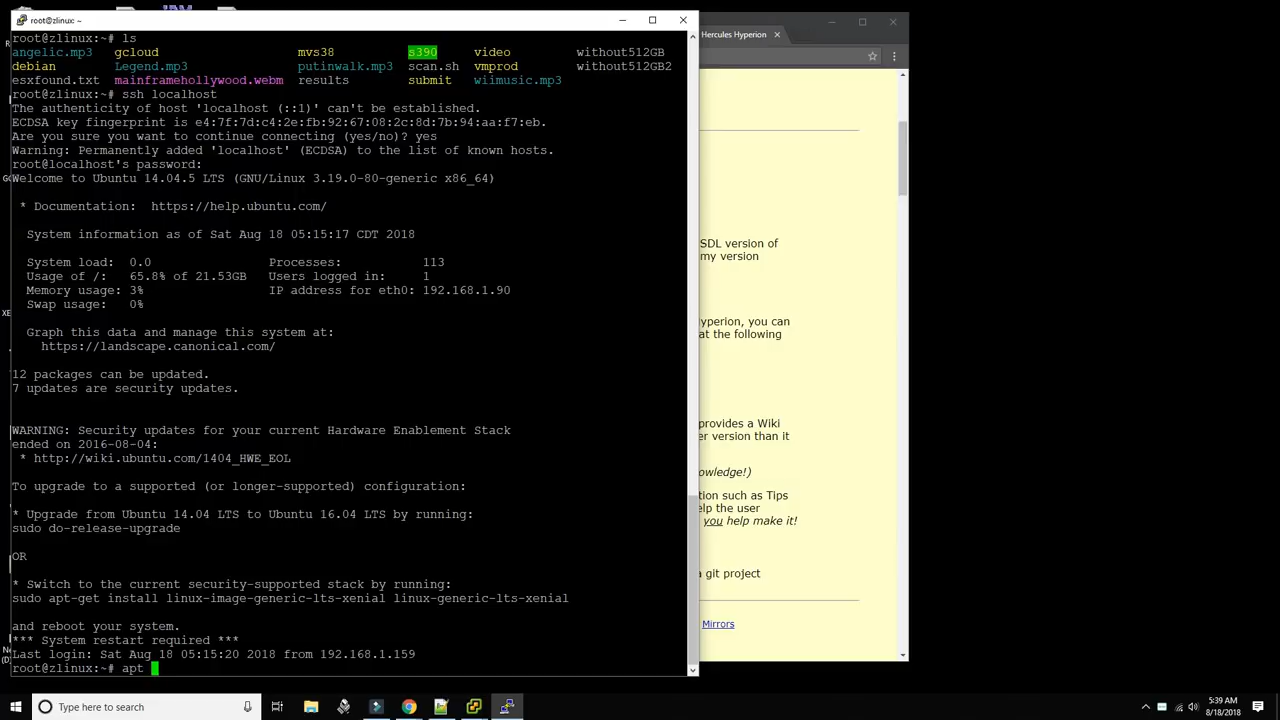 root@zlinux: ~
root@zlinux:~# ls
angelic.mp3 gcloud mvs38 s390 video without512GB
debian Legend.mp3 putinwalk.mp3 scan.sh vmprod without512GB2
esxfound.txt mainframehollywood.webm results submit wiimusic.mp3
root@zlinux:~# ssh localhost
The authenticity of host 'localhost (::1)' can't be established.
ECDSA key fingerprint is e4:7f:7d:c4:2e:fb:92:67:08:2c:8d:7b:94:aa:f7:eb.
Are you sure you want to continue connecting (yes/no)? yes
Warning: Permanently added 'localhost' (ECDSA) to the list of known hosts.
root@localhost's password:
Welcome to Ubuntu 14.04.5 LTS (GNU/Linux 3.19.0-80-generic x86_64)
* Documentation: https://help.ubuntu.com/
System information as of Sat Aug 18 05:15:17 CDT 2018
System load: 0.0 Processes: 113
Usage of /: 65.8% of 21.53GB Users logged in: 1
Memory usage: 3% IP address for eth0: 192.168.1.90
Swap usage: 0%
Graph this data and manage this system at:
https://landscape.canonical.com/
12 packages can be updated.
7 updates are security updates.
WARNING: Security updates for your current Hardware Enablement Stack
ended on 2016-08-04:
* http://wiki.ubuntu.com/1404_HWE_EOL
To upgrade to a supported (or longer-supported) configuration:
* Upgrade from Ubuntu 14.04 LTS to Ubuntu 16.04 LTS by running:
sudo do-release-upgrade
OR
* Switch to the current security-supported stack by running:
sudo apt-get install linux-image-generic-lts-xenial linux-generic-lts-xenial
and reboot your system.
*** System restart required ***
Last login: Sat Aug 18 05:15:20 2018 from 192.168.1.159
root@zlinux:~# apt
Hercules Hyperion
SDL version of
my version
yperion, you can
at the following
provides a Wiki
er version than it
owledge!)
tion such as Tips
elp the user
you help make it!
a git project
Mirrors
Type here to search
5:39 AM
8/18/2018